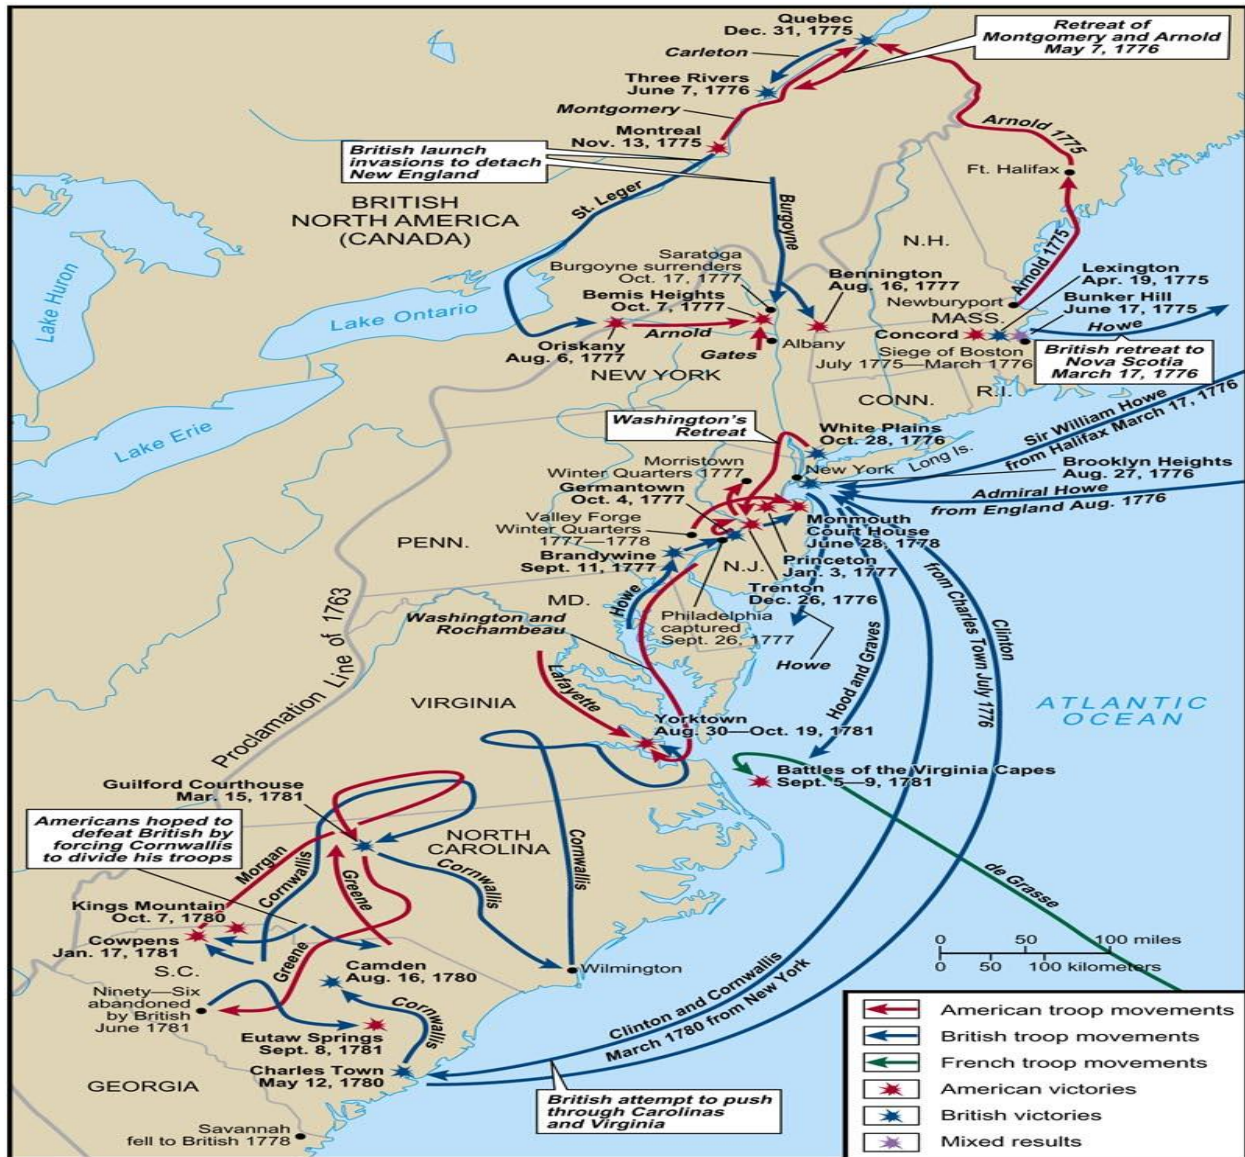 Quebec
Dec. 31, 1775
Retreat of
Montgomery and Arnold
May 7, 1776
Carleton
Three Rivers
June 7, 1776
Montgomery
Montreal
Nov. 13, 1775
Arnold 1775
British launch
invasions to detach
New England
Ft. Halifax
St. Leger
BRITISH
NORTH AMERICA
(CANADA)
Burgoyne
N.H.
Arnold 1775
Saratoga
Burgoyne surrenders
Oct. 17, 1777
Bennington
Aug. 16, 1777
Lexington
Apr. 19, 1775
Bemis Heights
Oct. 7, 1777
Newburyport
MASS.
Bunker Hill
June 17, 1775
Lake Huron
Lake Ontario
Howe
Arnold
Concord
Oriskany
Aug. 6, 1777
Gates
Albany
Siege of Boston
July 1775—March 1776
British retreat to
Nova Scotia
March 17, 1776
NEW YORK
CONN.
R.I.
Lake Erie
Washington's
Retreat
White Plains
Oct. 28, 1776
Sir William Howe
from Halifax March 17, 1776
Long Is.
Morristown
Winter Quarters 1777
New York
Brooklyn Heights
Aug. 27, 1776
Germantown
Oct. 4, 1777
Admiral Howe
from England Aug. 1776
Valley Forge
Winter Quarters
1777—1778
Monmouth
Court House
June 28, 1778
PENN.
Brandywine
Sept. 11, 1777
N.J.
Princeton
Jan. 3, 1777
Trenton
Dec. 26, 1776
MD.
Howe
Philadelphia
captured
Sept. 26, 1777
Washington and
Rochambeau
Howe
Hood and Graves
Clinton
from Charles Town July 1776
Proclamation Line of 1763
Lafayette
VIRGINIA
ATLANTIC
OCEAN
Yorktown
Aug. 30—Oct. 19, 1781
Battles of the Virginia Capes
Sept. 5—9, 1781
Guilford Courthouse
Mar. 15, 1781
Americans hoped to
defeat British by
forcing Cornwallis
to divide his troops
NORTH
CAROLINA
Morgan
Cornwallis
Greene
Cornwallis
Cornwallis
de Grasse
Kings Mountain
Oct. 7, 1780
Cowpens
Jan. 17, 1781
S.C.
Greene
Camden
Aug. 16, 1780
Wilmington
0 50 100 miles
0 50 100 kilometers
Ninety—Six
abandoned
by British
June 1781
Cornwallis
Clinton and Cornwallis
March 1780 from New York
Eutaw Springs
Sept. 8, 1781
Charles Town
May 12, 1780
GEORGIA
British attempt to push
through Carolinas
and Virginia
Savannah
fell to British 1778
American troop movements
British troop movements
French troop movements
American victories
British victories
Mixed results